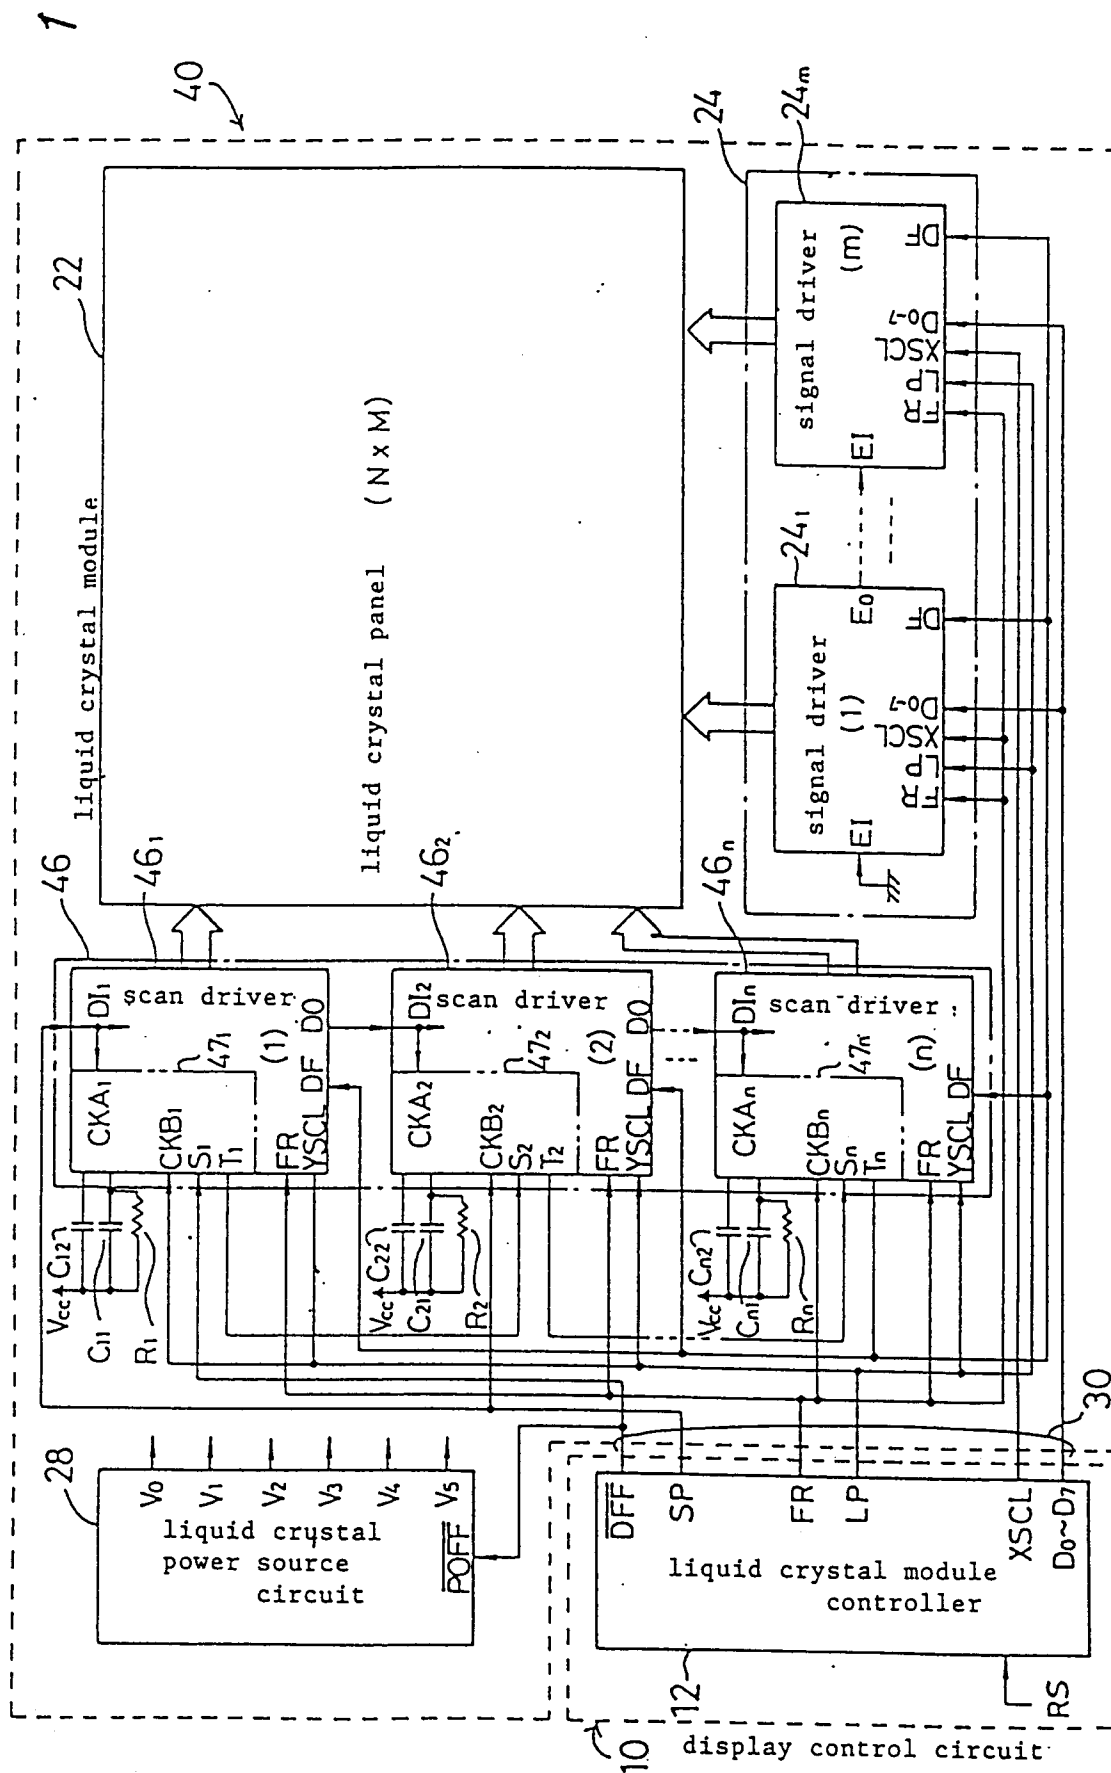 1
40
liquid crystal module
22
liquid crystal panel (N x M)
46
46₁
46₂
46n
scan driver
(1)
DI₁
DO
47₁
CKA₁
CKB₁
S₁
T₁
FR
YSCL
DF
scan driver
(2)
DI₂
DO
47₂
CKA₂
CKB₂
S₂
T₂
FR
YSCL
DF
scan driver
(n)
DIn
47n
CKAn
CKBn
Sn
Tn
FR
YSCL
DF
Vcc
C₁₂
C₁₁
R₁
Vcc
C₂₂
C₂₁
R₂
Vcc
Cn2
Cn1
Rn
24
24₁
24m
signal driver
(1)
EI
E₀
FR
LP
XSCL
D₀₋₇
DF
signal driver
(m)
EI
FR
LP
XSCL
D₀₋₇
DF
28
V₀
V₁
V₂
V₃
V₄
V₅
liquid crystal
power source
circuit
POFF
30
DFF
SP
FR
LP
XSCL
D₀~D₇
liquid crystal module
controller
12
RS
10
display control circuit